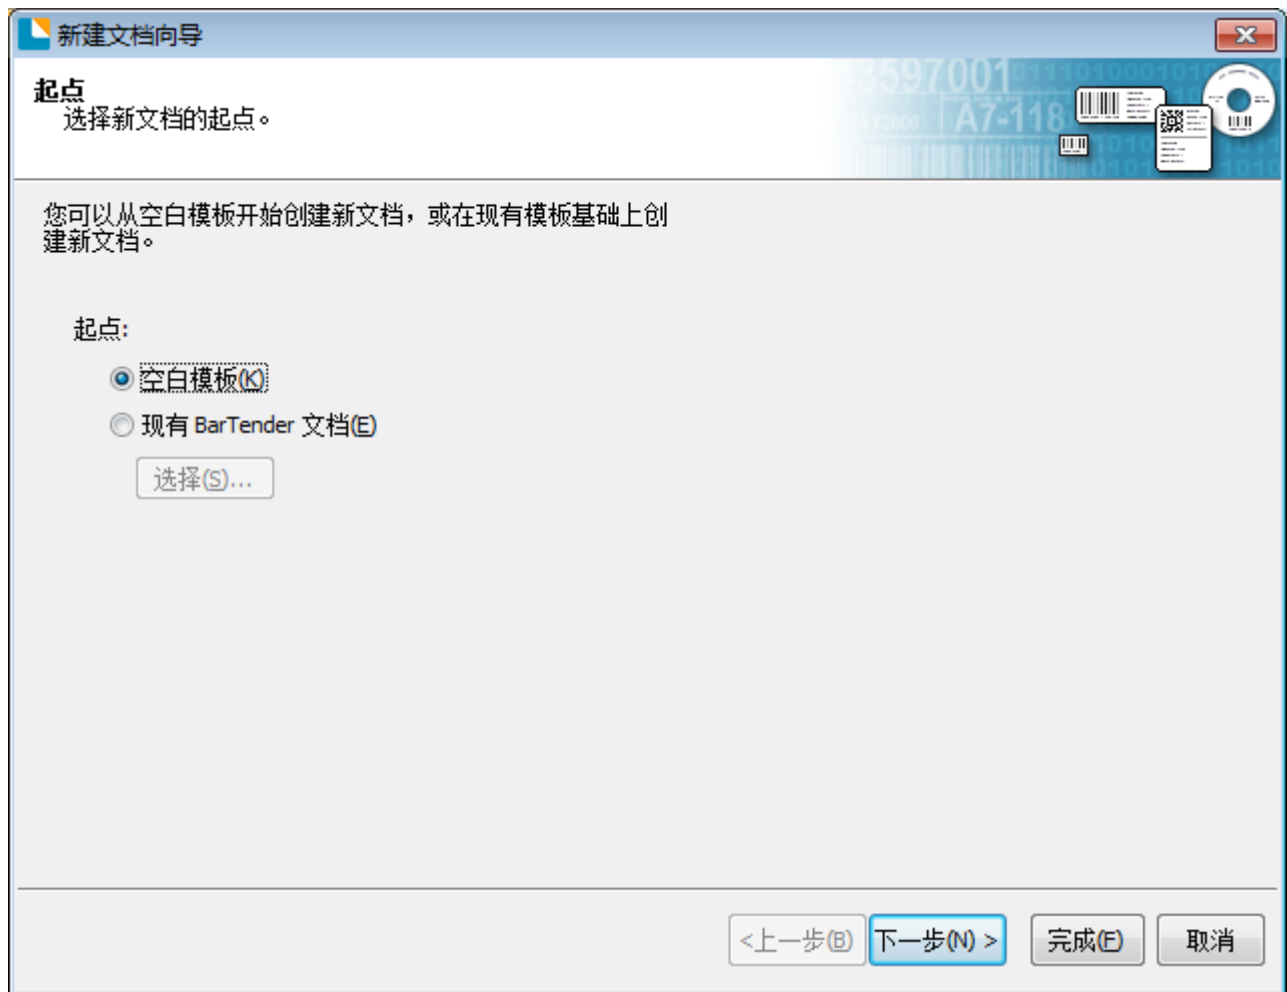 新建文档向导
起点
选择新文档的起点。
3597001
A7-118
您可以从空白模板开始创建新文档，或在现有模板基础上创
建新文档。
起点:
空白模板(K)
现有 BarTender 文档(E)
选择(S)...
<上一步(B)
下一步(N) >
完成(F)
取消